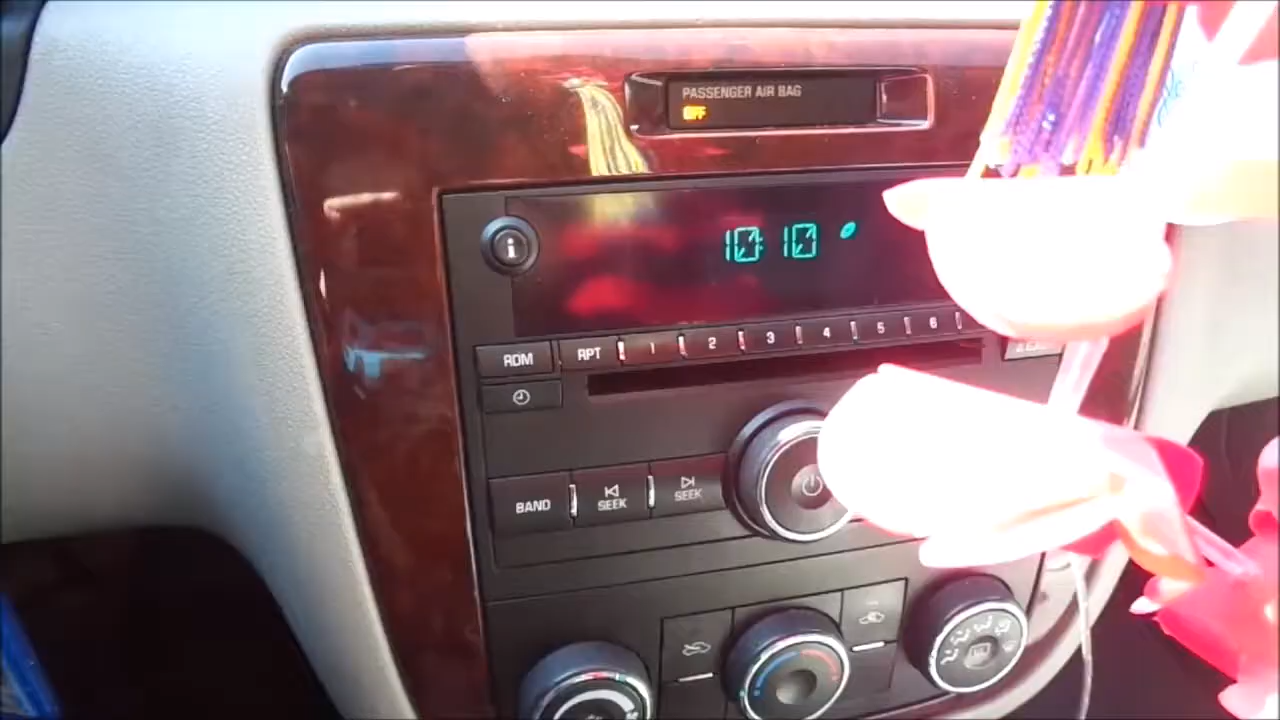 PASSENGER AIR BAG
OFF
i
10:10
RDM
RPT
1
2
3
4
5
6
BAND
SEEK
SEEK